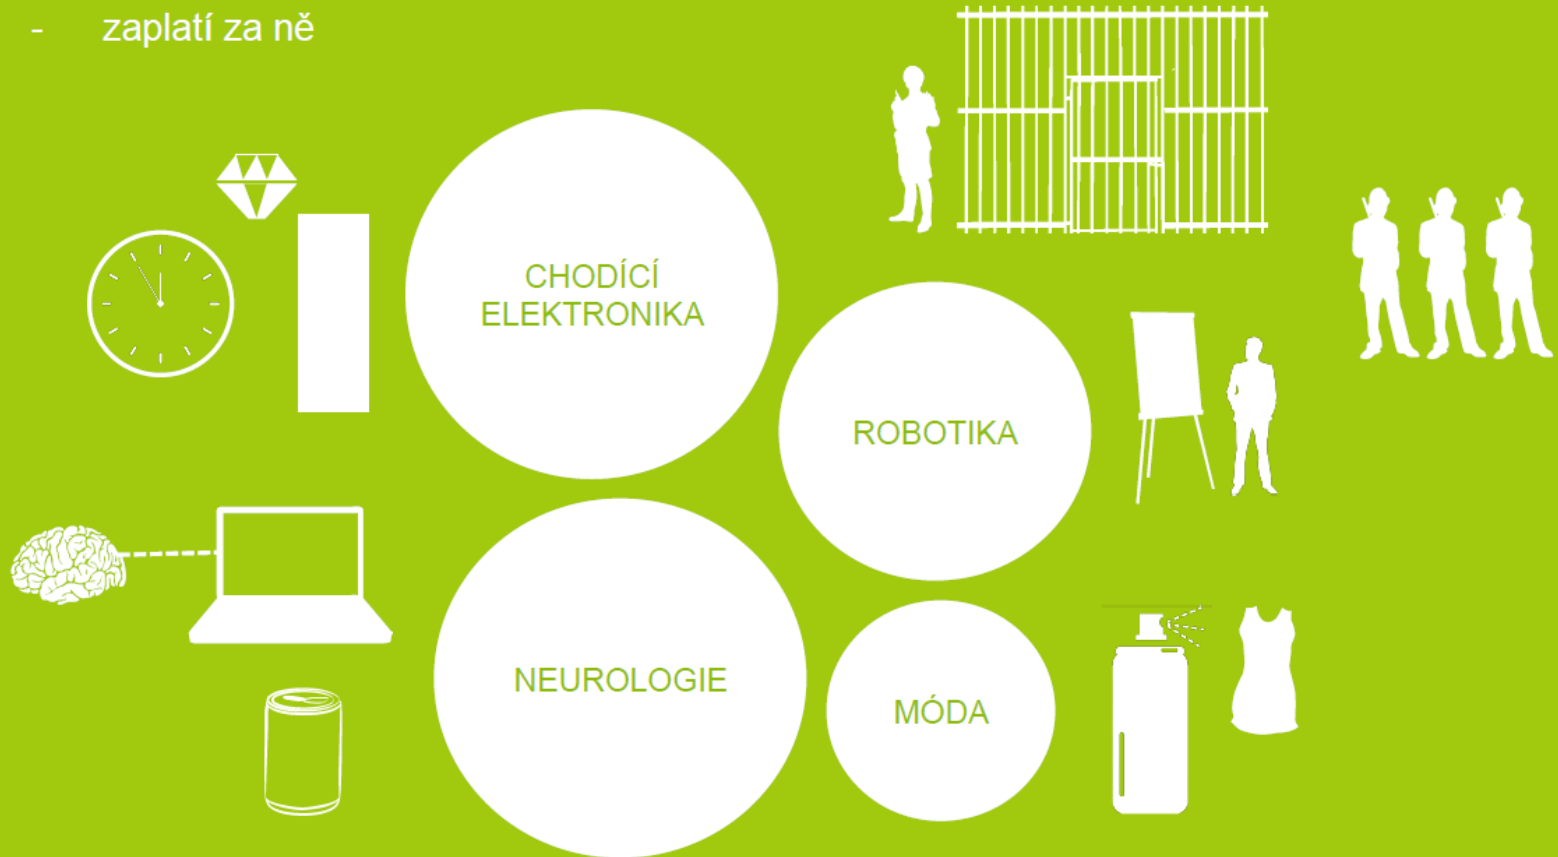 - zaplatí za ně
CHODÍCÍ
ELEKTRONIKA
ROBOTIKA
NEUROLOGIE
MÓDA